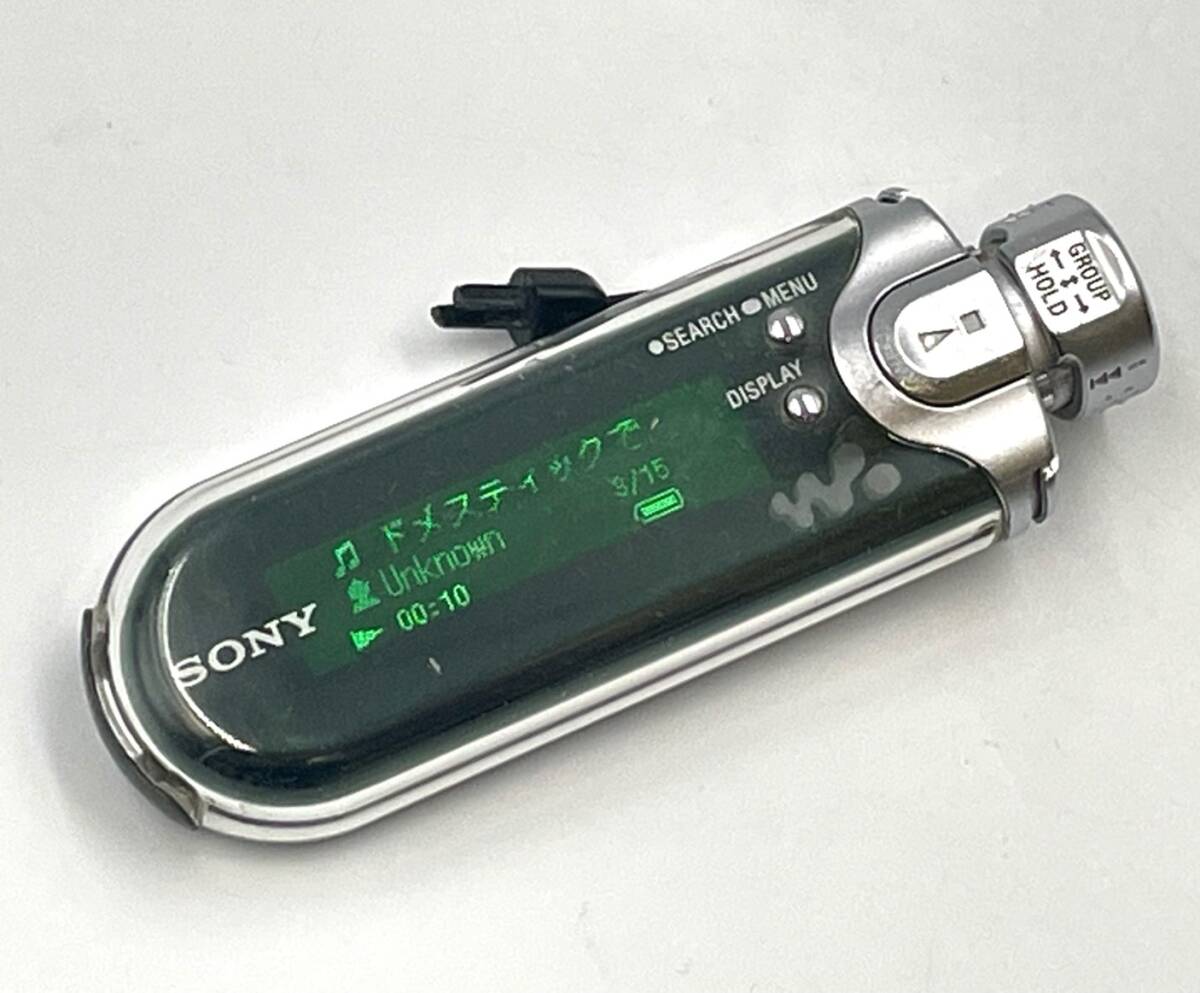 ●SEARCH ●MENU
DISPLAY
GROUP
HOLD
ドメスティックで
3/15
Unknown
00:10
SONY